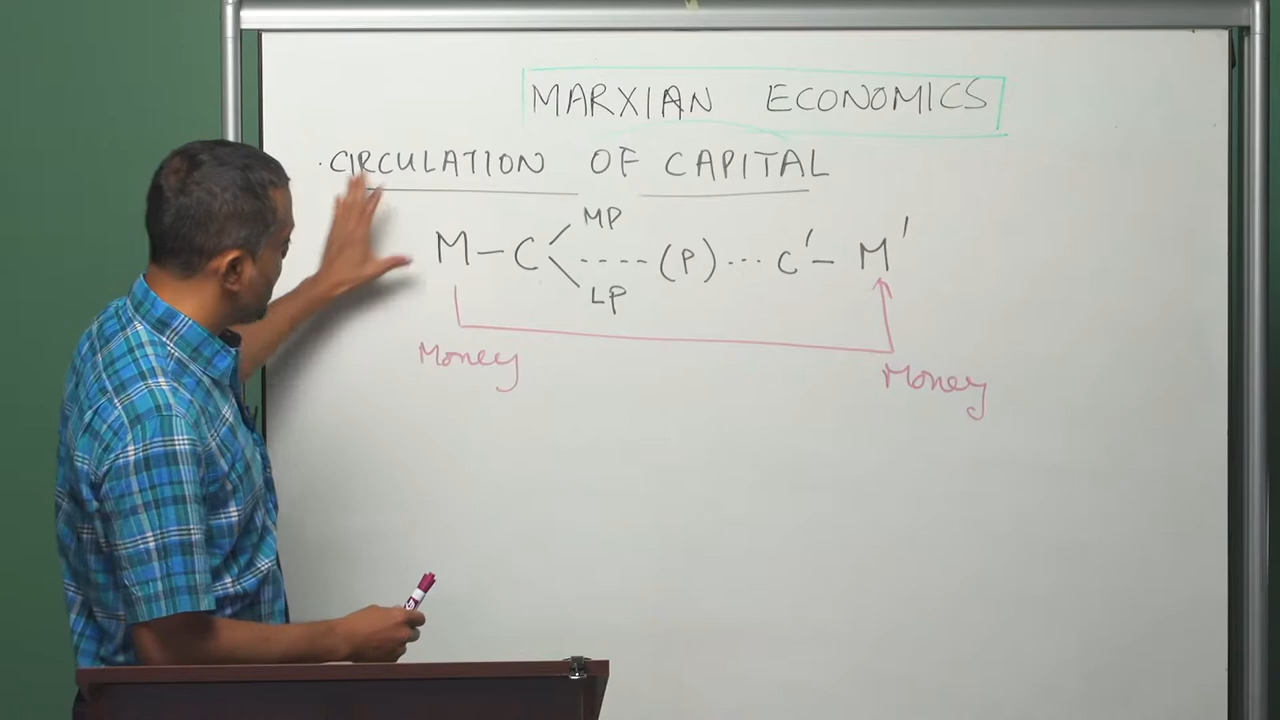 MARXIAN ECONOMICS
· CIRCULATION OF CAPITAL
MP
M – C ---- (P) --- C' – M'
LP
Money
Money